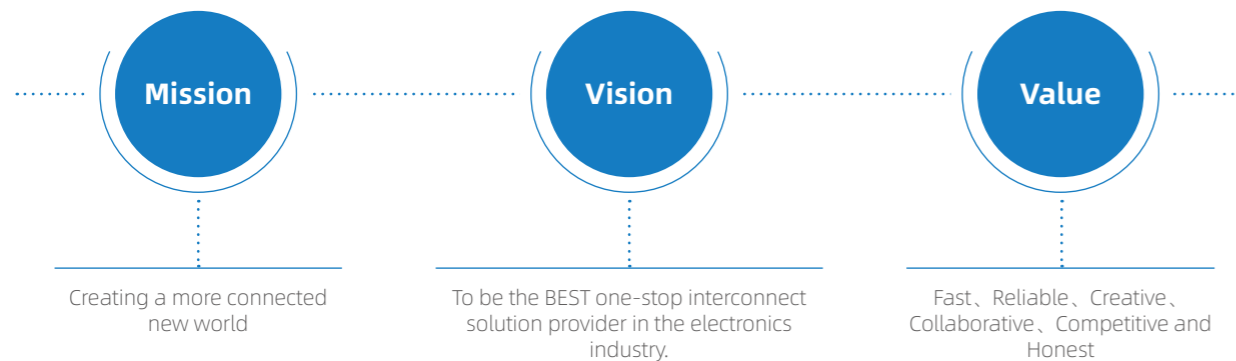 Mission
Vision
Value
Creating a more connected
new world
To be the BEST one-stop interconnect
solution provider in the electronics
industry.
Fast、Reliable、Creative、
Collaborative、Competitive and
Honest